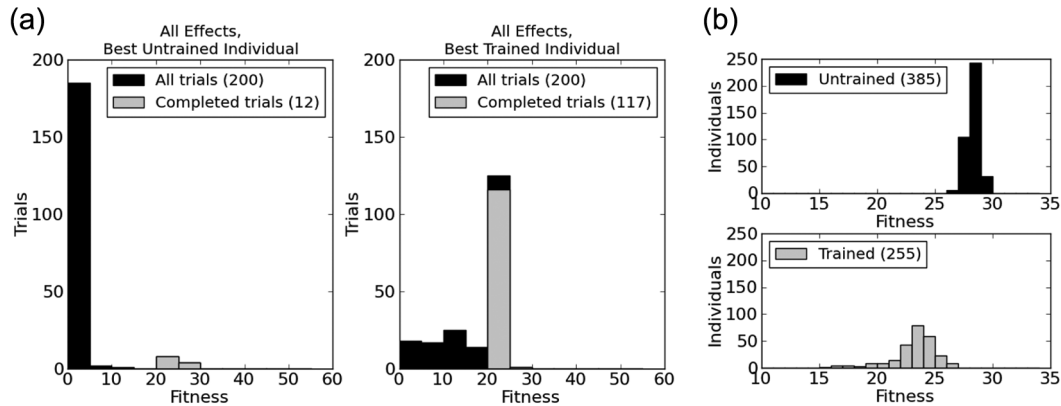 (a)
All Effects,
Best Untrained Individual
200
150
100
50
0
Trials
All trials (200)
Completed trials (12)
0 10 20 30 40 50 60
Fitness
All Effects,
Best Trained Individual
200
150
100
50
0
Trials
All trials (200)
Completed trials (117)
0 10 20 30 40 50 60
Fitness
(b)
250
200
150
100
50
0
Individuals
Untrained (385)
10 15 20 25 30 35
Fitness
250
200
150
100
50
0
Individuals
Trained (255)
10 15 20 25 30 35
Fitness